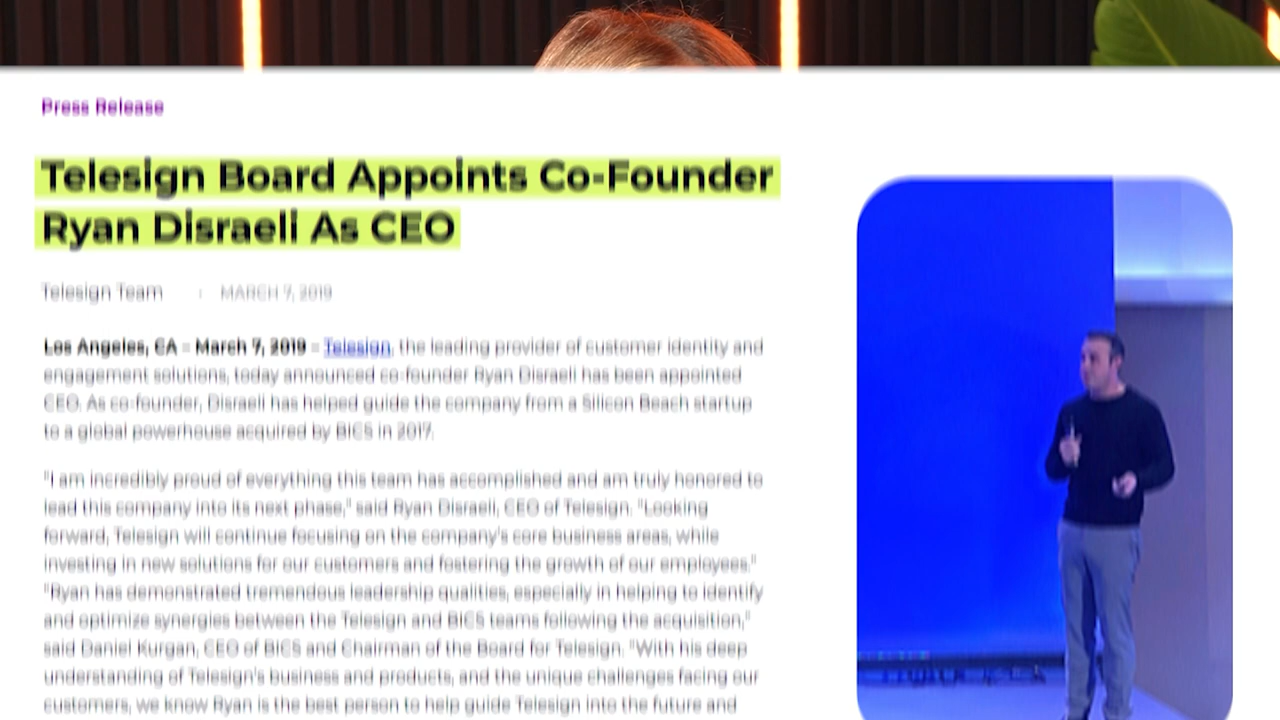 Press Release
Telesign Board Appoints Co-Founder
Ryan Disraeli As CEO
Telesign Team : MARCH 7, 2019
Los Angeles, CA – March 7, 2019 – Telesign, the leading provider of customer identity and
engagement solutions, today announced co-founder Ryan Disraeli has been appointed
CEO. As co-founder, Disraeli has helped guide the company from a Silicon Beach startup
to a global powerhouse acquired by BICS in 2017.
"I am incredibly proud of everything this team has accomplished and am truly honored to
lead this company into its next phase," said Ryan Disraeli, CEO of Telesign. "Looking
forward, Telesign will continue focusing on the company's core business areas, while
investing in new solutions for our customers and fostering the growth of our employees."
"Ryan has demonstrated tremendous leadership qualities, especially in helping to identify
and optimize synergies between the Telesign and BICS teams following the acquisition,"
said Daniel Kurgan, CEO of BICS and Chairman of the Board for Telesign. "With his deep
understanding of Telesign's business and products, and the unique challenges facing our
customers, we know Ryan is the best person to help guide Telesign into the future and